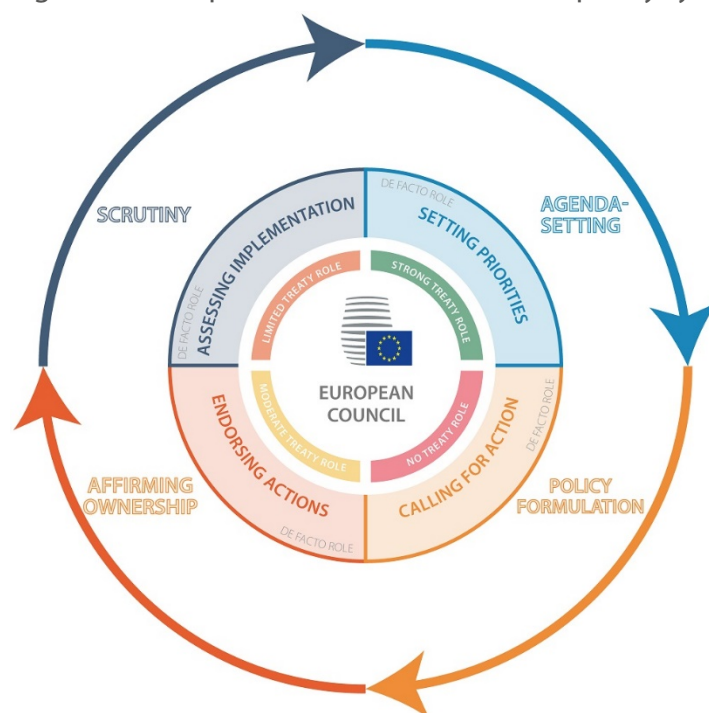 SCRUTINY
AGENDA-
SETTING
DE FACTO ROLE
ASSESSING IMPLEMENTATION
DE FACTO ROLE
SETTING PRIORITIES
LIMITED TREATY ROLE
STRONG TREATY ROLE
EUROPEAN
COUNCIL
MODERATE TREATY ROLE
NO TREATY ROLE
ENDORSING ACTIONS
DE FACTO ROLE
CALLING FOR ACTION
DE FACTO ROLE
AFFIRMING
OWNERSHIP
POLICY
FORMULATION